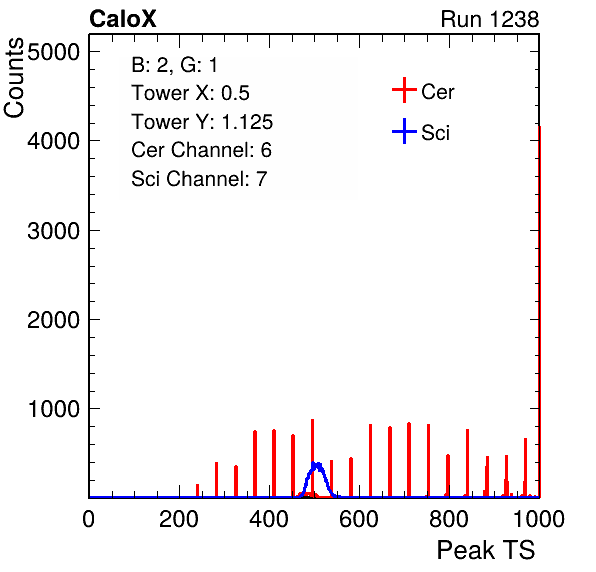 CaloX Run 1238
Counts
5000
4000
3000
2000
1000
B: 2, G: 1
Tower X: 0.5
Tower Y: 1.125
Cer Channel: 6
Sci Channel: 7
Cer
Sci
0 200 400 600 800 1000
Peak TS